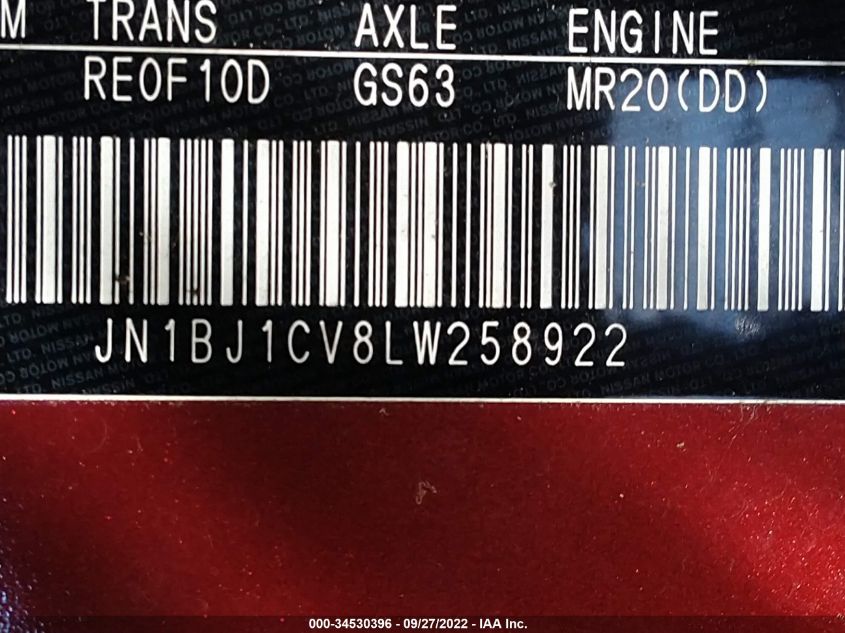 M TRANS AXLE ENGINE
RE0F10D GS63 MR20(DD)
JN1BJ1CV8LW258922
000-34530396 - 09/27/2022 - IAA Inc.